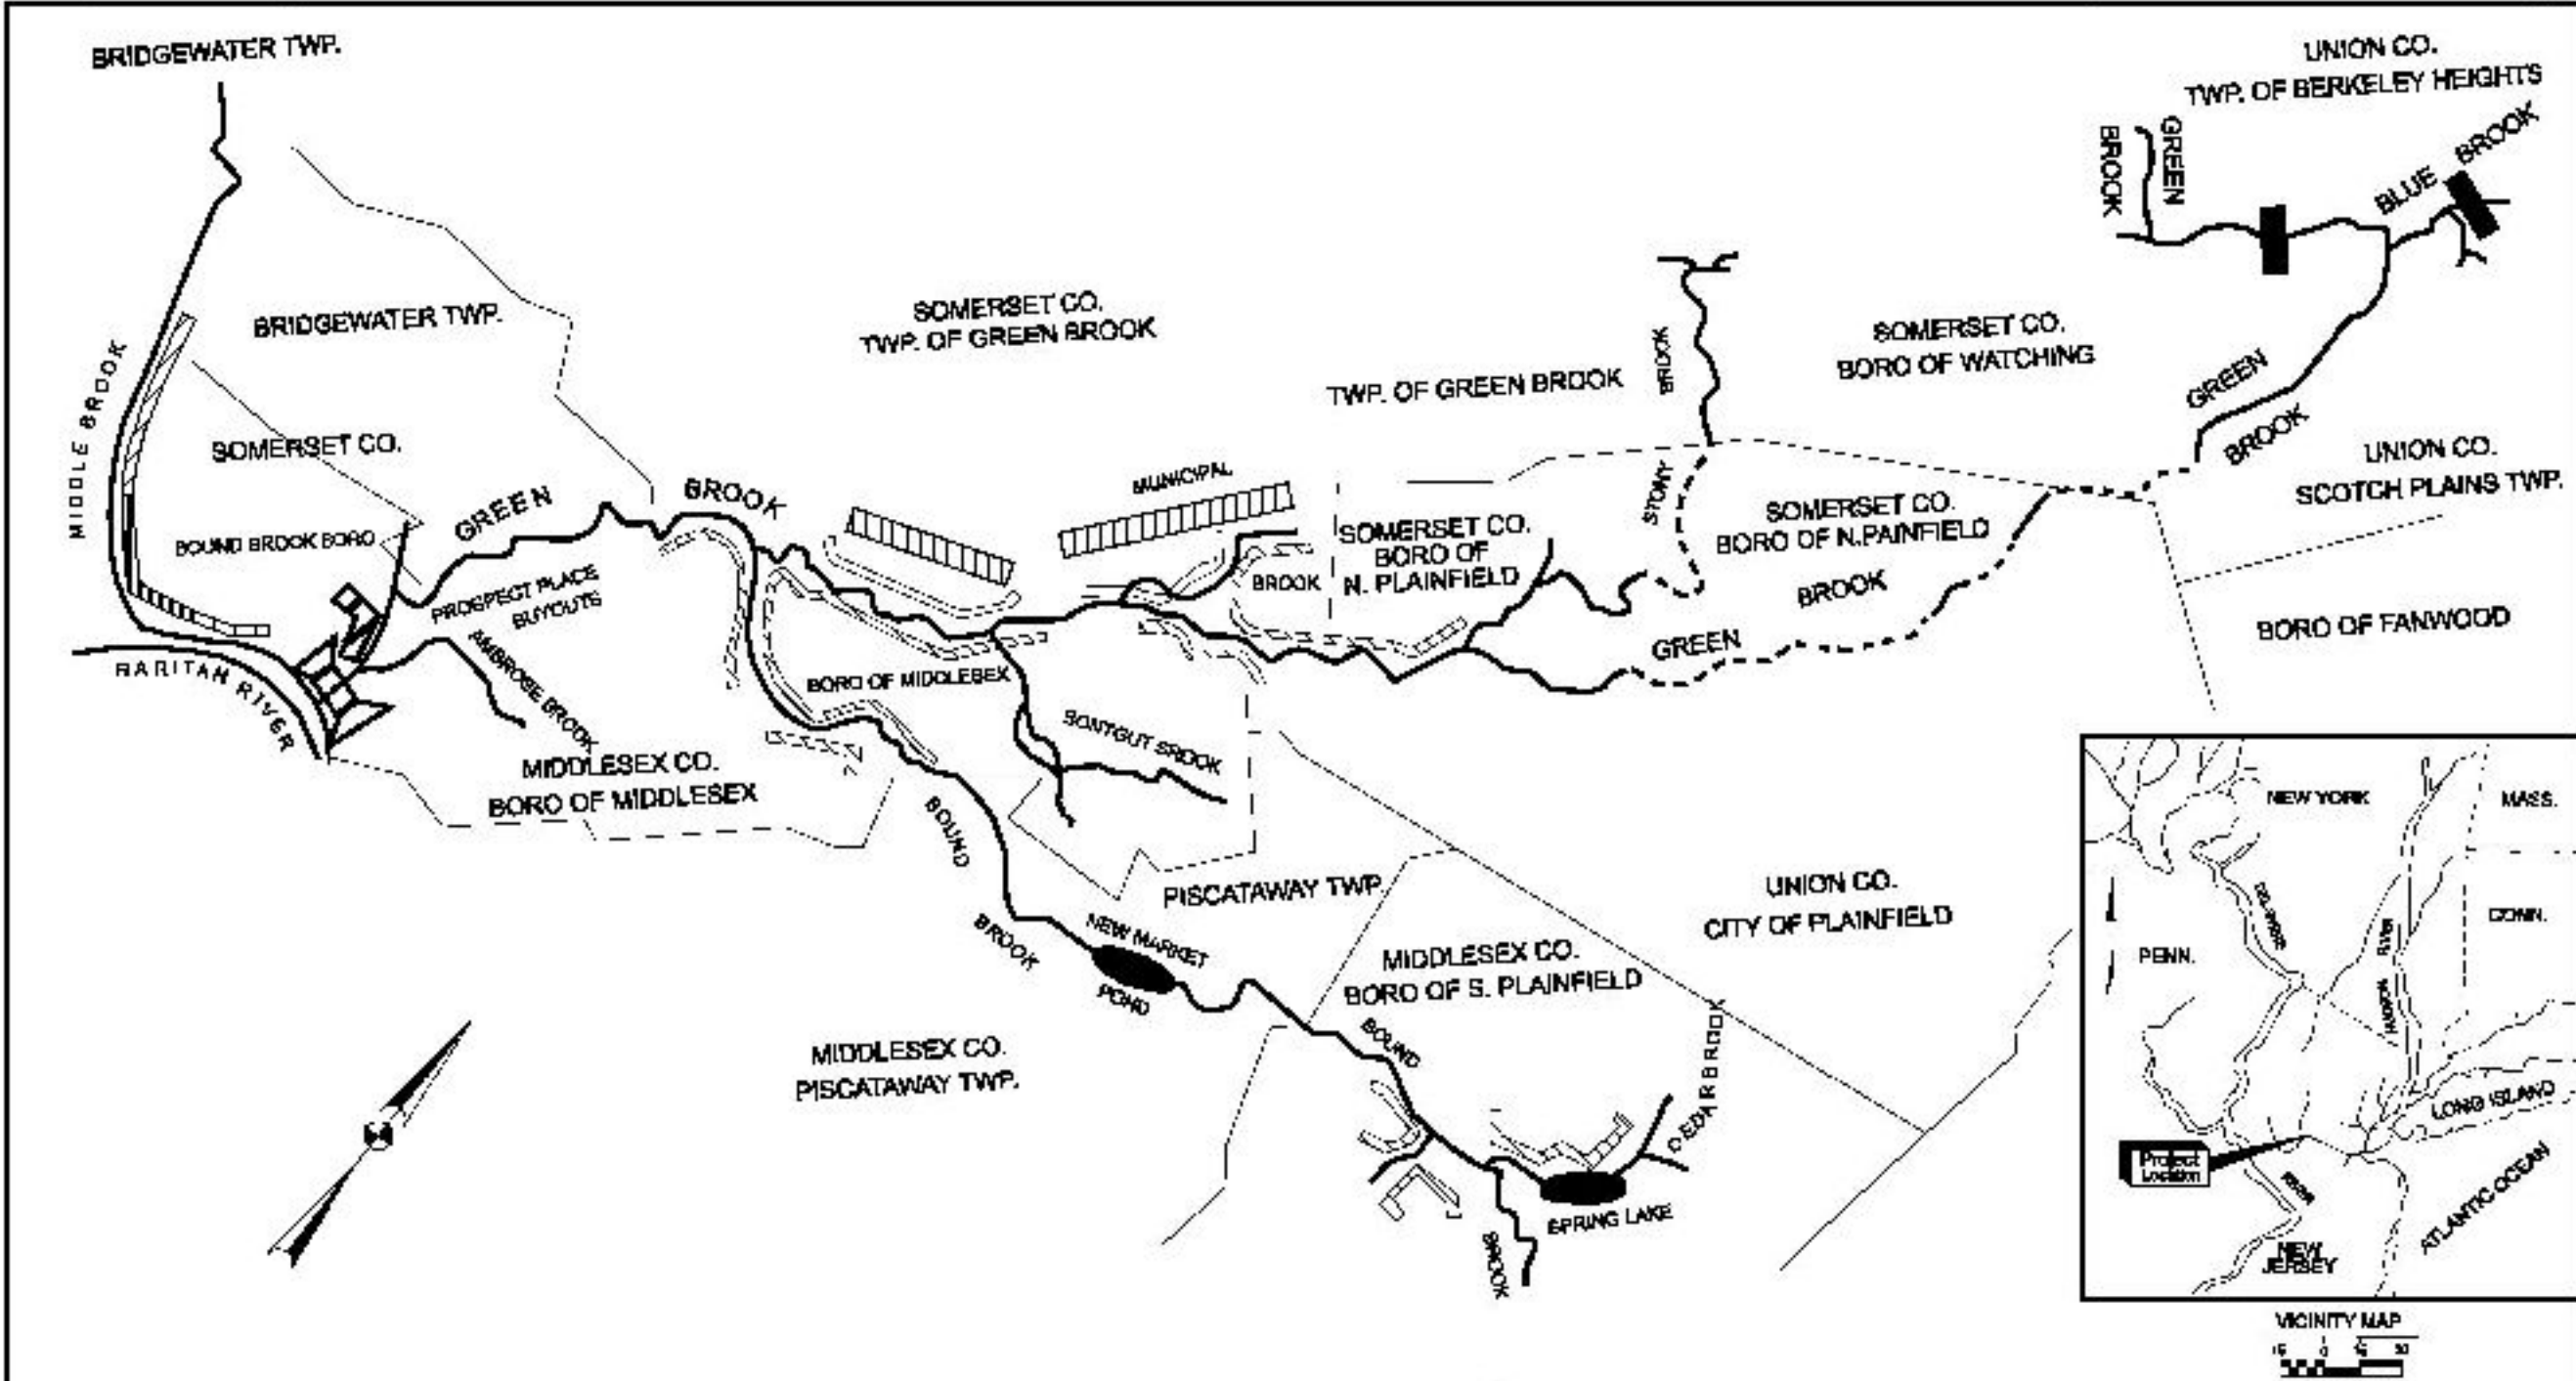 BRIDGEWATER TWP.
UNION CO.
TWP. OF BERKELEY HEIGHTS
GREEN
BROOK
BLUE BROOK
BRIDGEWATER TWP.
SOMERSET CO.
TWP. OF GREEN BROOK
SOMERSET CO.
BORO OF WATCHING
TWP. OF GREEN BROOK
BROOK
STONY
MIDDLE BROOK
SOMERSET CO.
GREEN
BROOK
UNION CO.
SCOTCH PLAINS TWP.
BOUND BROOK BORO
GREEN
BROOK
MUNICIPAL
SOMERSET CO.
BORO OF
N. PLAINFIELD
BROOK
SOMERSET CO.
BORO OF N.PAINFIELD
BROOK
GREEN
BORO OF FANWOOD
PROSPECT PLACE
BUYOUTS
AMBROSE BROOK
RARITAN RIVER
BORO OF MIDDLESEX
BONYGUT BROOK
MIDDLESEX CO.
BORO OF MIDDLESEX
BOUND
BROOK
PISCATAWAY TWP.
NEW MARKET
POND
UNION CO.
CITY OF PLAINFIELD
MIDDLESEX CO.
BORO OF S. PLAINFIELD
MIDDLESEX CO.
PISCATAWAY TWP.
BOUND
CEDARBROOK
SPRING LAKE
BROOK
NEW YORK
MASS.
DELAWARE
RIVER
HUDSON
CONN.
PENN.
LONG ISLAND
Project
Location
RIVER
ATLANTIC OCEAN
NEW
JERSEY
VICINITY MAP